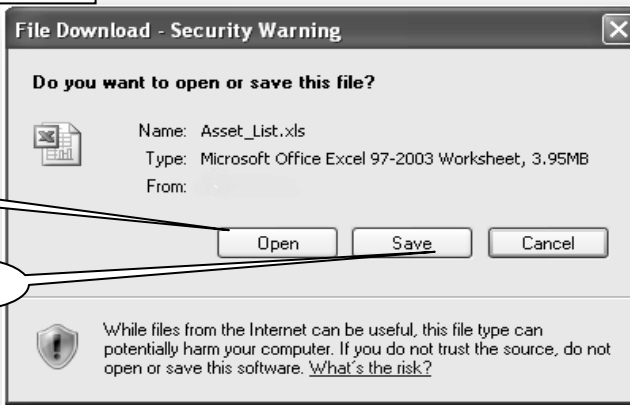 File Download - Security Warning
Do you want to open or save this file?
Name: Asset_List.xls
Type: Microsoft Office Excel 97-2003 Worksheet, 3.95MB
From:
Open Save Cancel
While files from the Internet can be useful, this file type can
potentially harm your computer. If you do not trust the source, do not
open or save this software. What's the risk?